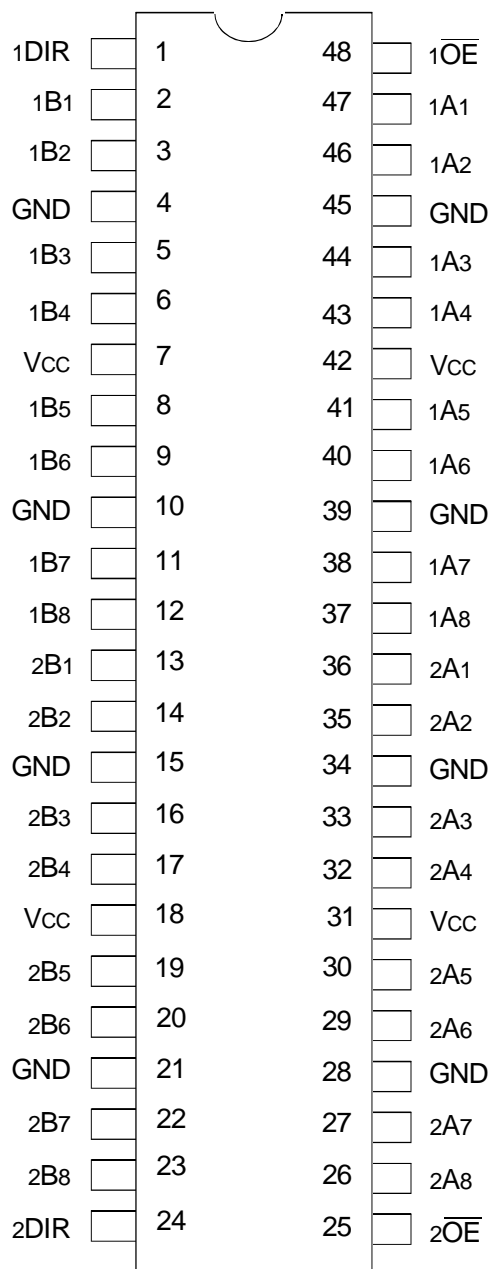 1DIR 1 48 1O̅E̅
1B1 2 47 1A1
1B2 3 46 1A2
GND 4 45 GND
1B3 5 44 1A3
1B4 6 43 1A4
VCC 7 42 VCC
1B5 8 41 1A5
1B6 9 40 1A6
GND 10 39 GND
1B7 11 38 1A7
1B8 12 37 1A8
2B1 13 36 2A1
2B2 14 35 2A2
GND 15 34 GND
2B3 16 33 2A3
2B4 17 32 2A4
VCC 18 31 VCC
2B5 19 30 2A5
2B6 20 29 2A6
GND 21 28 GND
2B7 22 27 2A7
2B8 23 26 2A8
2DIR 24 25 2O̅E̅